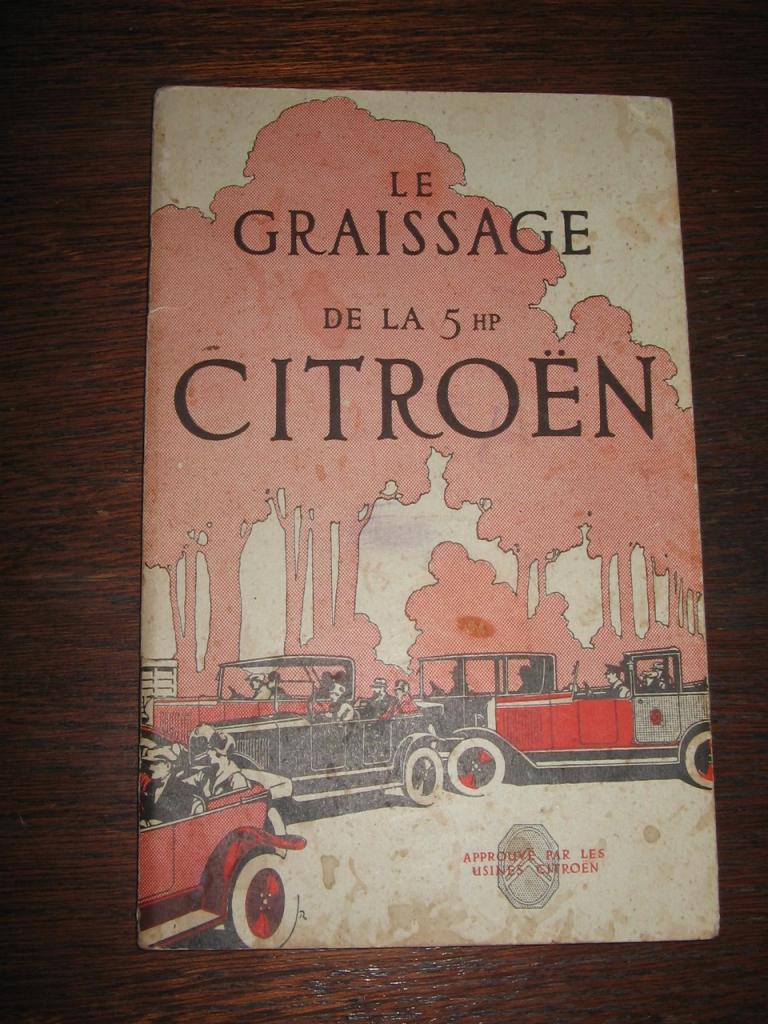 LE
GRAISSAGE
DE LA 5 HP
CITROËN
APPROUVÉ PAR LES
USINES CITROËN